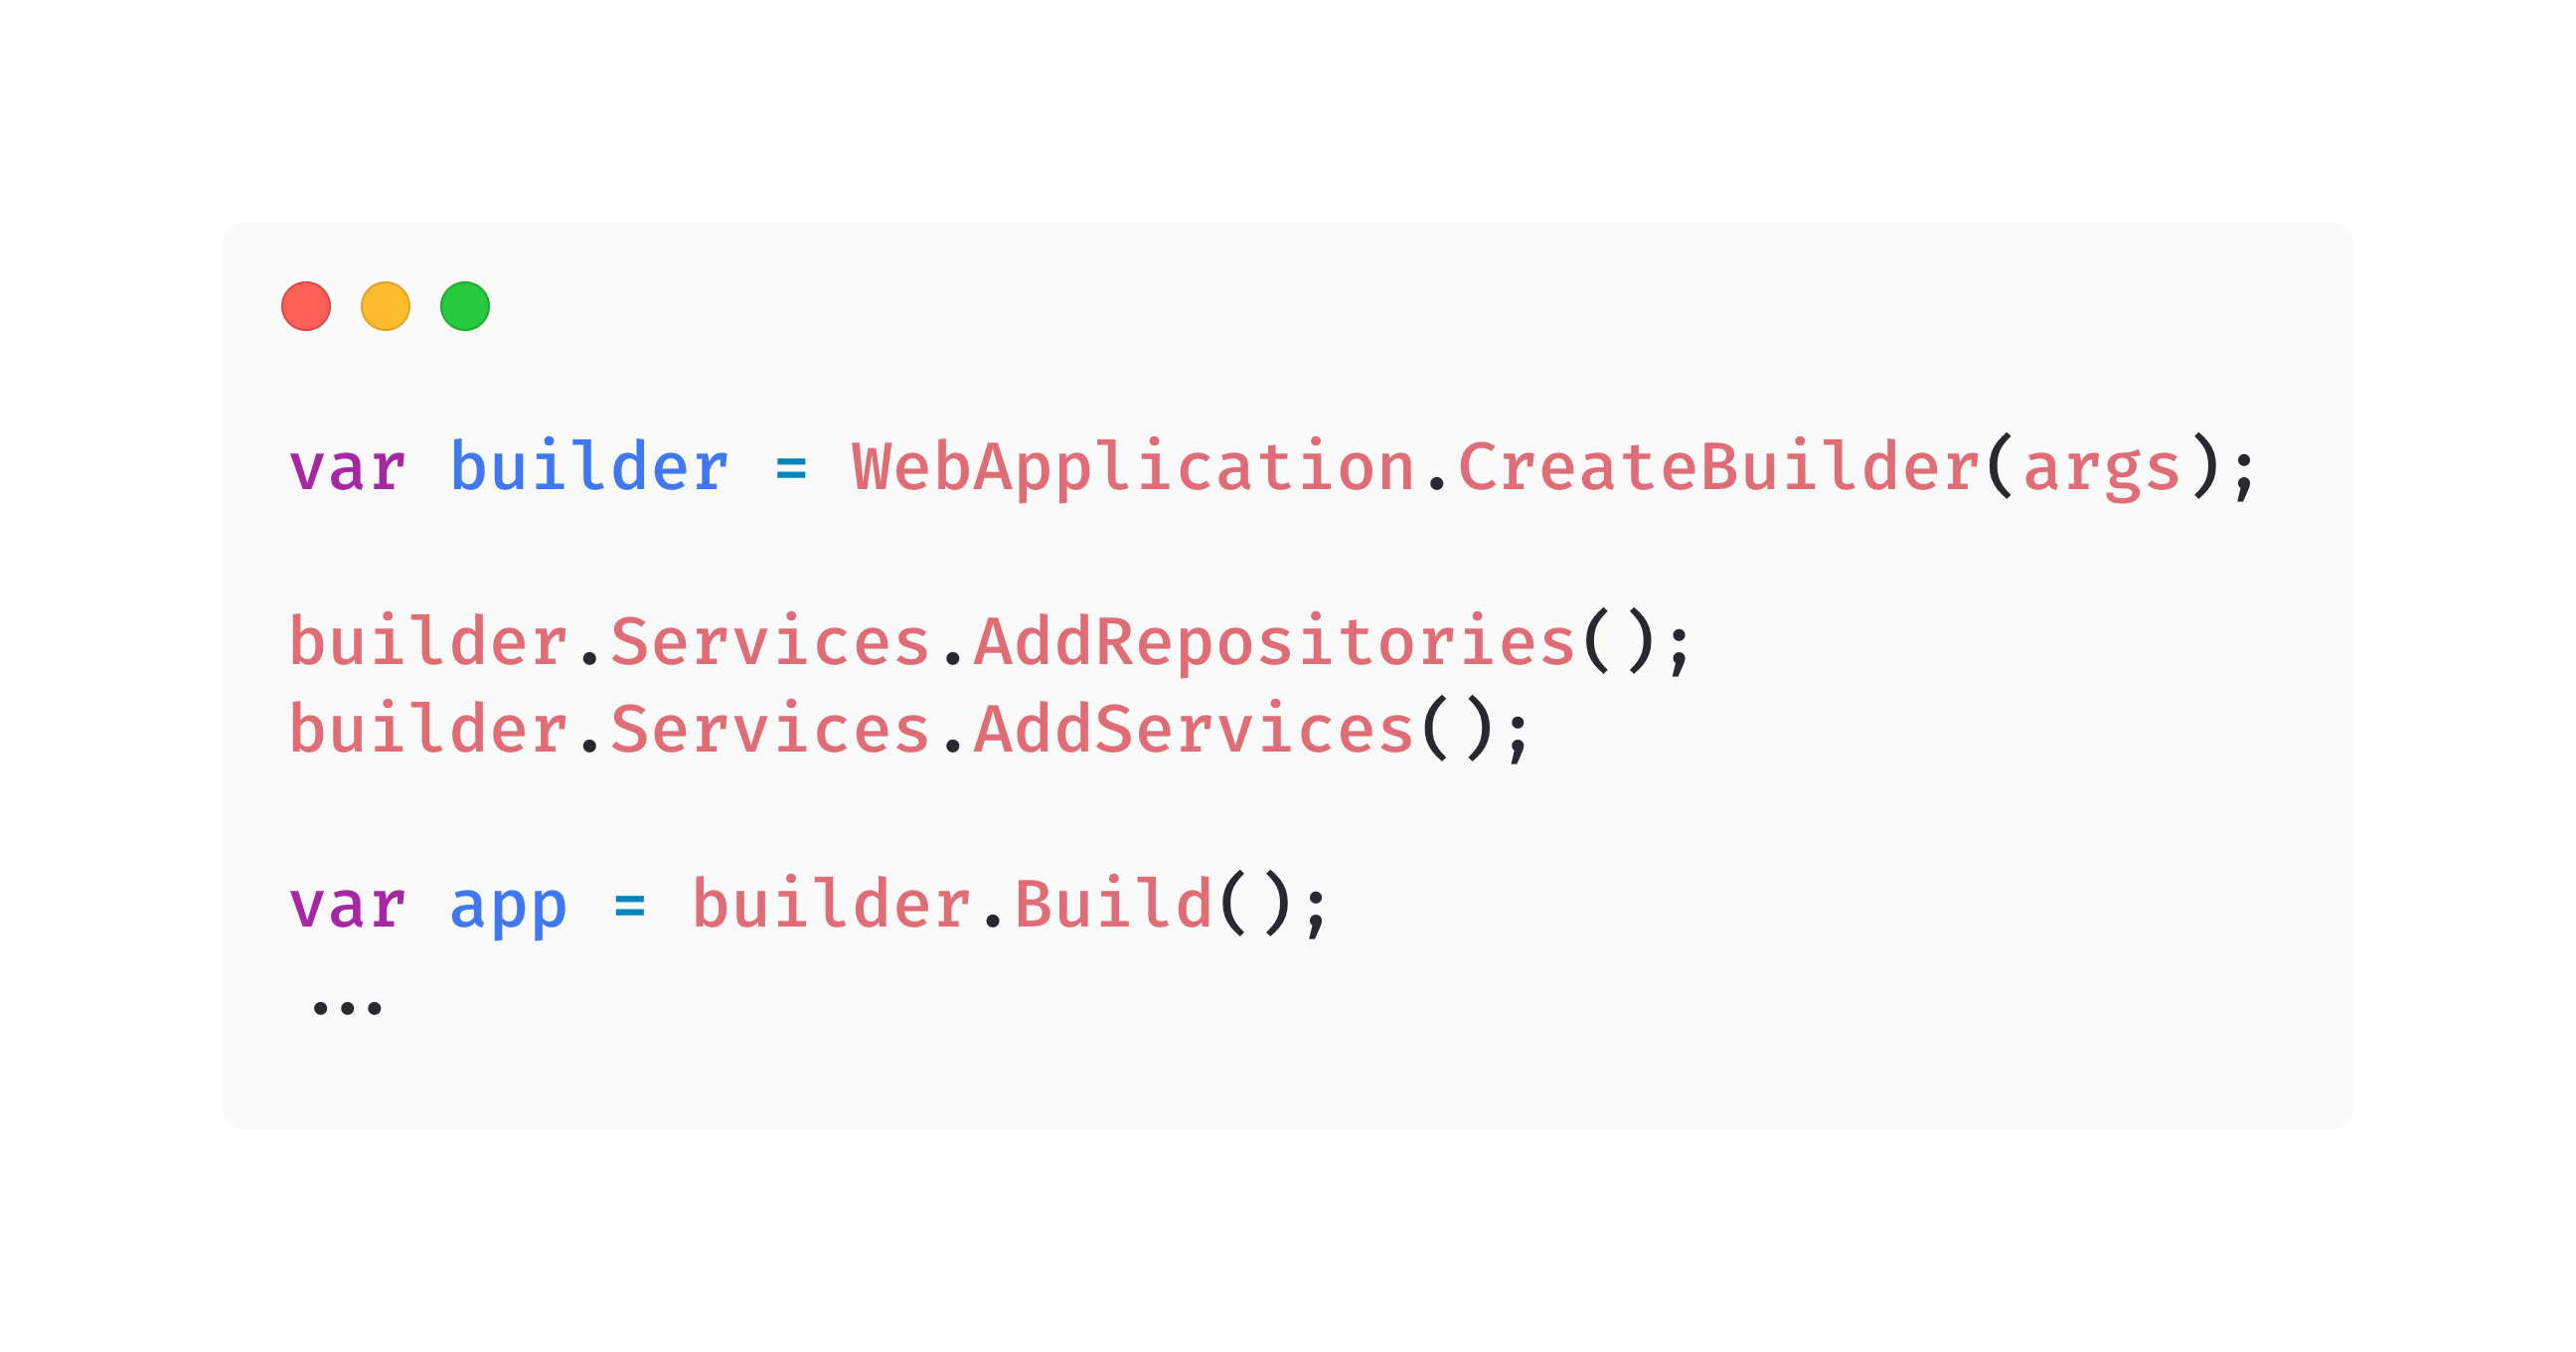 var builder = WebApplication.CreateBuilder(args);
builder.Services.AddRepositories();
builder.Services.AddServices();
var app = builder.Build();
...